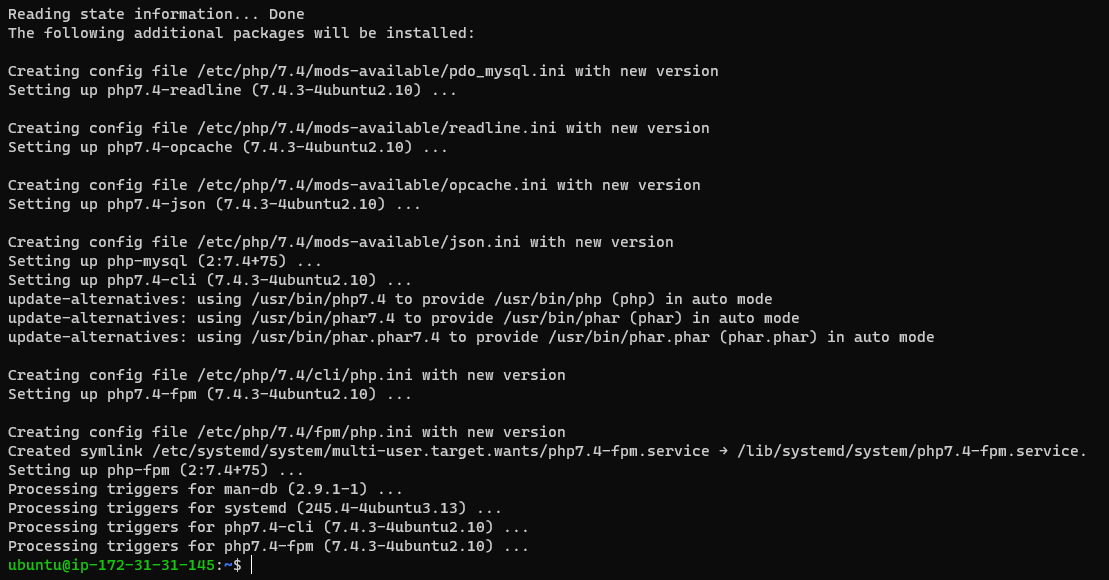 Reading state information... Done
The following additional packages will be installed:
Creating config file /etc/php/7.4/mods-available/pdo_mysql.ini with new version
Setting up php7.4-readline (7.4.3-4ubuntu2.10) ...
Creating config file /etc/php/7.4/mods-available/readline.ini with new version
Setting up php7.4-opcache (7.4.3-4ubuntu2.10) ...
Creating config file /etc/php/7.4/mods-available/opcache.ini with new version
Setting up php7.4-json (7.4.3-4ubuntu2.10) ...
Creating config file /etc/php/7.4/mods-available/json.ini with new version
Setting up php-mysql (2:7.4+75) ...
Setting up php7.4-cli (7.4.3-4ubuntu2.10) ...
update-alternatives: using /usr/bin/php7.4 to provide /usr/bin/php (php) in auto mode
update-alternatives: using /usr/bin/phar7.4 to provide /usr/bin/phar (phar) in auto mode
update-alternatives: using /usr/bin/phar.phar7.4 to provide /usr/bin/phar.phar (phar.phar) in auto mode
Creating config file /etc/php/7.4/cli/php.ini with new version
Setting up php7.4-fpm (7.4.3-4ubuntu2.10) ...
Creating config file /etc/php/7.4/fpm/php.ini with new version
Created symlink /etc/systemd/system/multi-user.target.wants/php7.4-fpm.service → /lib/systemd/system/php7.4-fpm.service.
Setting up php-fpm (2:7.4+75) ...
Processing triggers for man-db (2.9.1-1) ...
Processing triggers for systemd (245.4-4ubuntu3.13) ...
Processing triggers for php7.4-cli (7.4.3-4ubuntu2.10) ...
Processing triggers for php7.4-fpm (7.4.3-4ubuntu2.10) ...
ubuntu@ip-172-31-31-145:~$